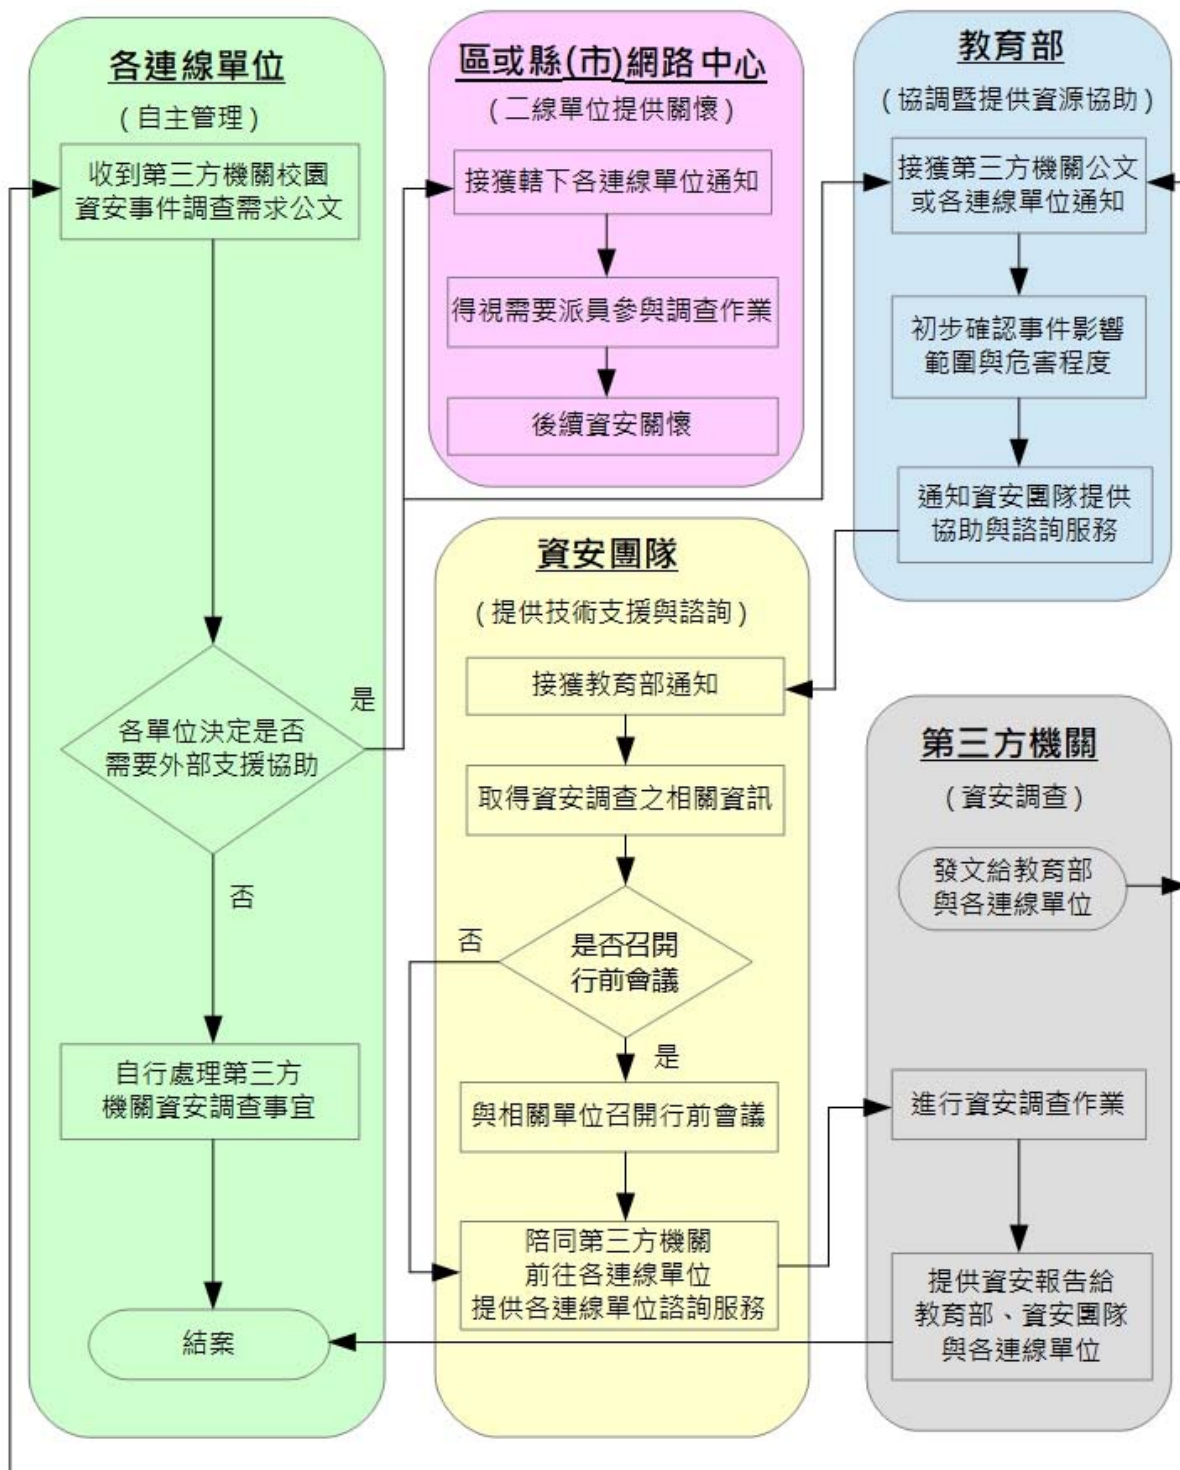 各連線單位
(自主管理)
收到第三方機關校園
資安事件調查需求公文
各單位決定是否
需要外部支援協助
是
否
自行處理第三方
機關資安調查事宜
結案
區或縣(市)網路中心
(二線單位提供關懷)
接獲轄下各連線單位通知
得視需要派員參與調查作業
後續資安關懷
教育部
(協調暨提供資源協助)
接獲第三方機關公文
或各連線單位通知
初步確認事件影響
範圍與危害程度
通知資安團隊提供
協助與諮詢服務
資安團隊
(提供技術支援與諮詢)
接獲教育部通知
取得資安調查之相關資訊
是否召開
行前會議
否
是
與相關單位召開行前會議
陪同第三方機關
前往各連線單位
提供各連線單位諮詢服務
第三方機關
(資安調查)
發文給教育部
與各連線單位
進行資安調查作業
提供資安報告給
教育部、資安團隊
與各連線單位